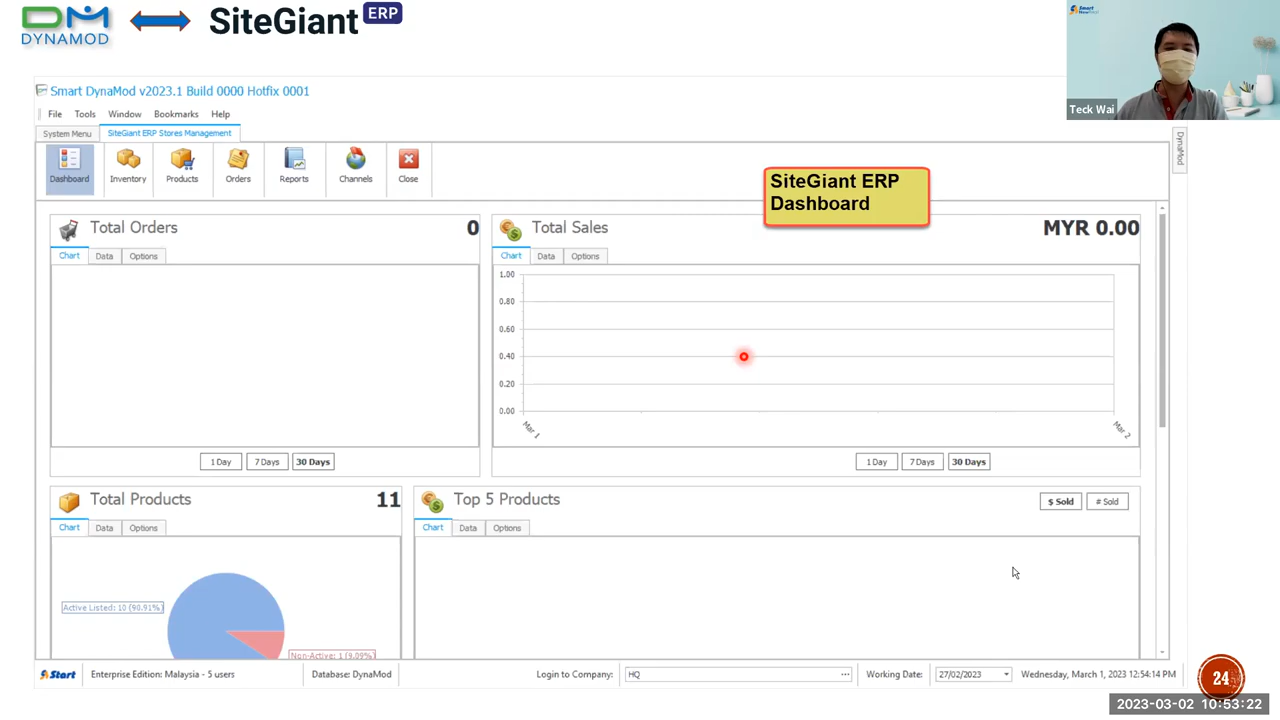 DM
DYNAMOD
SiteGiant ERP
Smart
Teck Wai
Smart DynaMod v2023.1 Build 0000 Hotfix 0001
File Tools Window Bookmarks Help
System Menu SiteGiant ERP Stores Management
DynaMod
Dashboard Inventory Products Orders Reports Channels Close
SiteGiant ERP
Dashboard
Total Orders 0
Chart Data Options
1 Day 7 Days 30 Days
Total Sales MYR 0.00
Chart Data Options
1.00
0.80
0.60
0.40
0.20
0.00
Mar 1 Mar 2
1 Day 7 Days 30 Days
Total Products 11
Chart Data Options
Active Listed: 10 (90.91%)
Non-Active: 1 (9.09%)
Top 5 Products $ Sold # Sold
Chart Data Options
Start Enterprise Edition: Malaysia - 5 users Database: DynaMod Login to Company: HQ ... Working Date: 27/02/2023 Wednesday, March 1, 2023 12:54:14 PM
24
2023-03-02 10:53:22